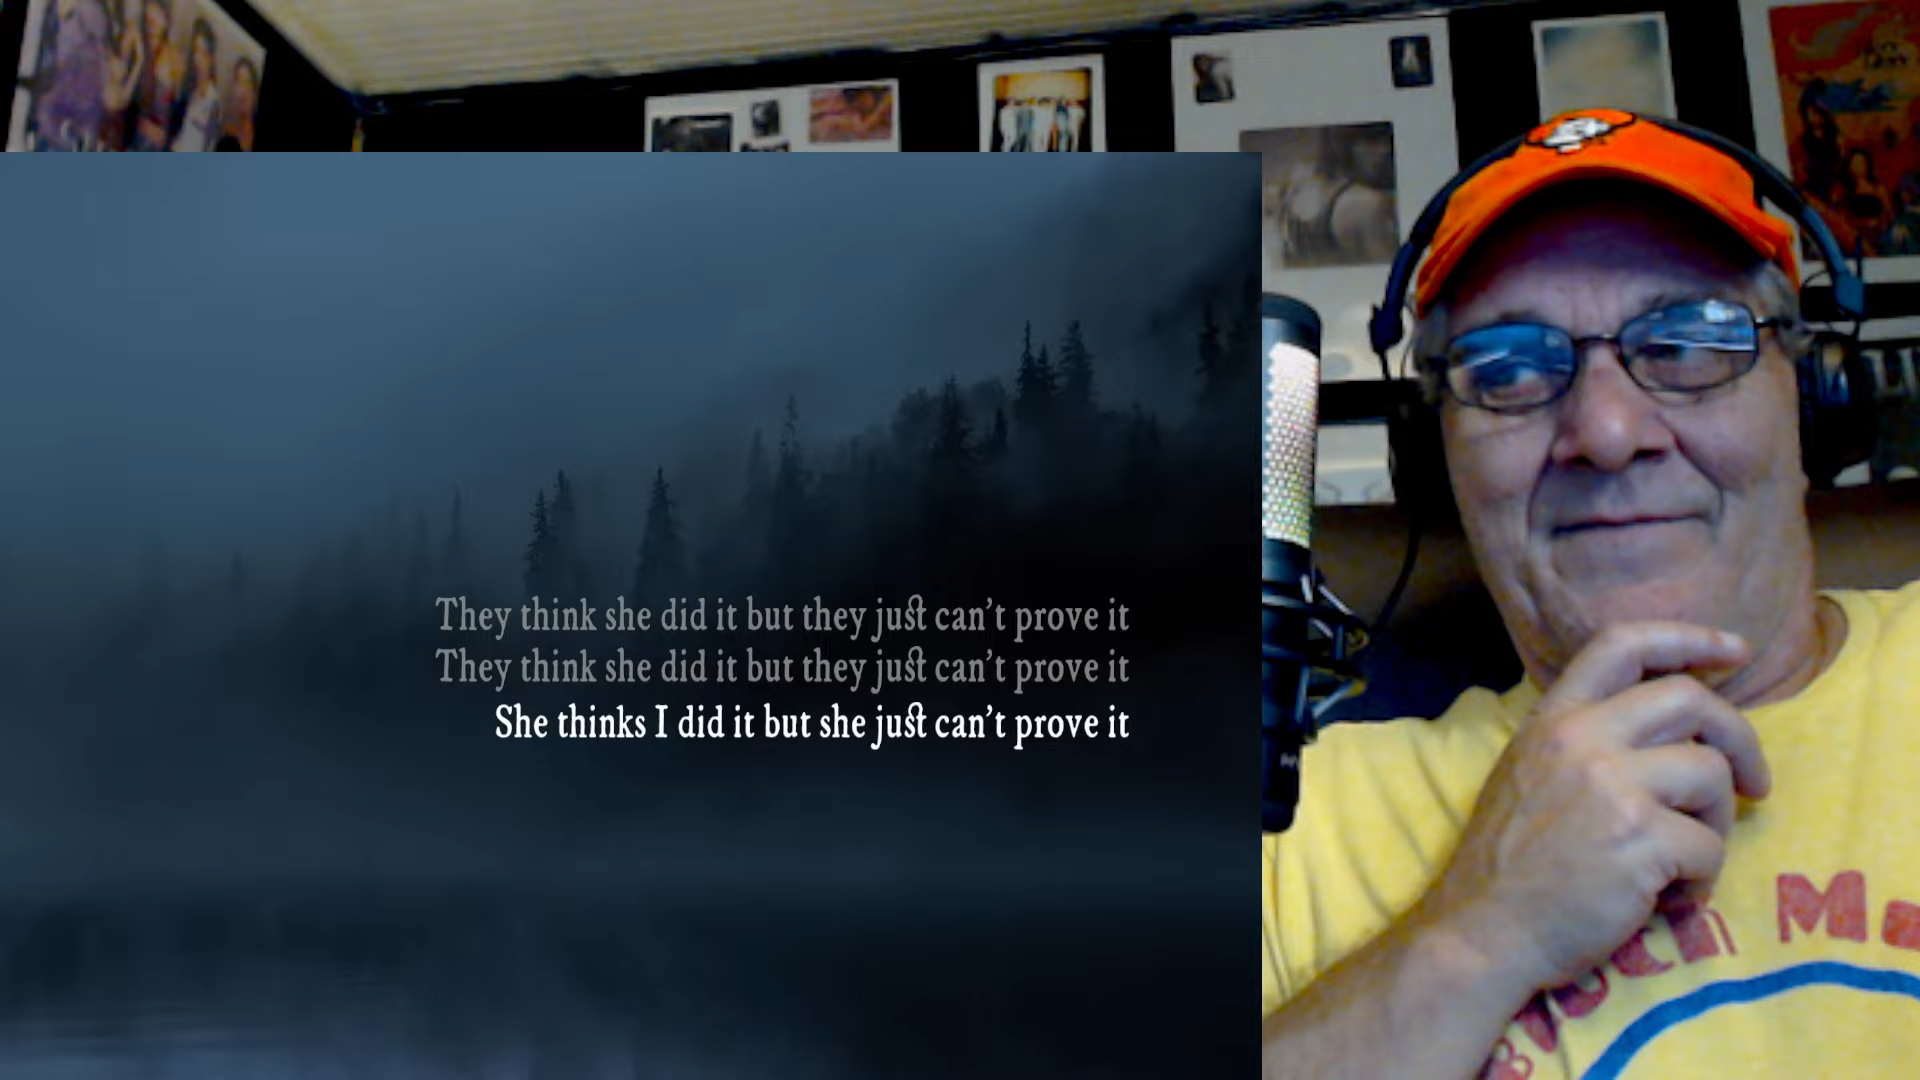 They think she did it but they just can't prove it
They think she did it but they just can't prove it
She thinks I did it but she just can't prove it